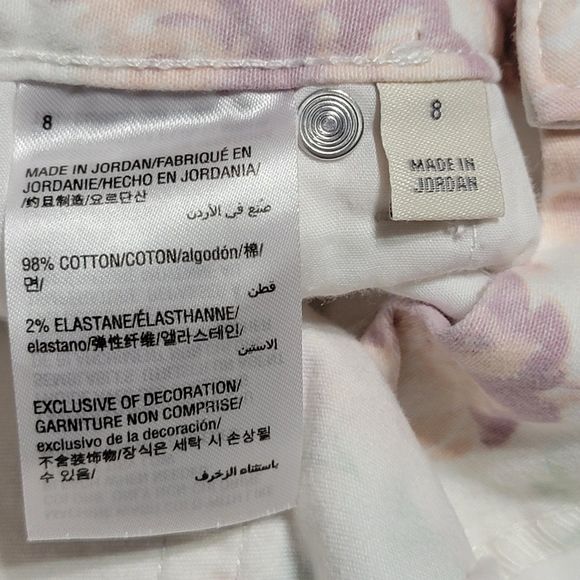 8
MADE IN JORDAN/FABRIQUÉ EN
JORDANIE/HECHO EN JORDANIA/
/约旦制造/요르단산
صنع في الأردن
98% COTTON/COTON/algodón/棉/
면/
قطن
2% ELASTANE/ÉLASTHANNE/
elastano/弹性纤维/엘라스테인/
الاستين
EXCLUSIVE OF DECORATION/
GARNITURE NON COMPRISE/
exclusivo de la decoración/
不含装饰物/장식은 세탁 시 손상될
수 있음/
باستثناء الزخرف
8
MADE IN
JORDAN